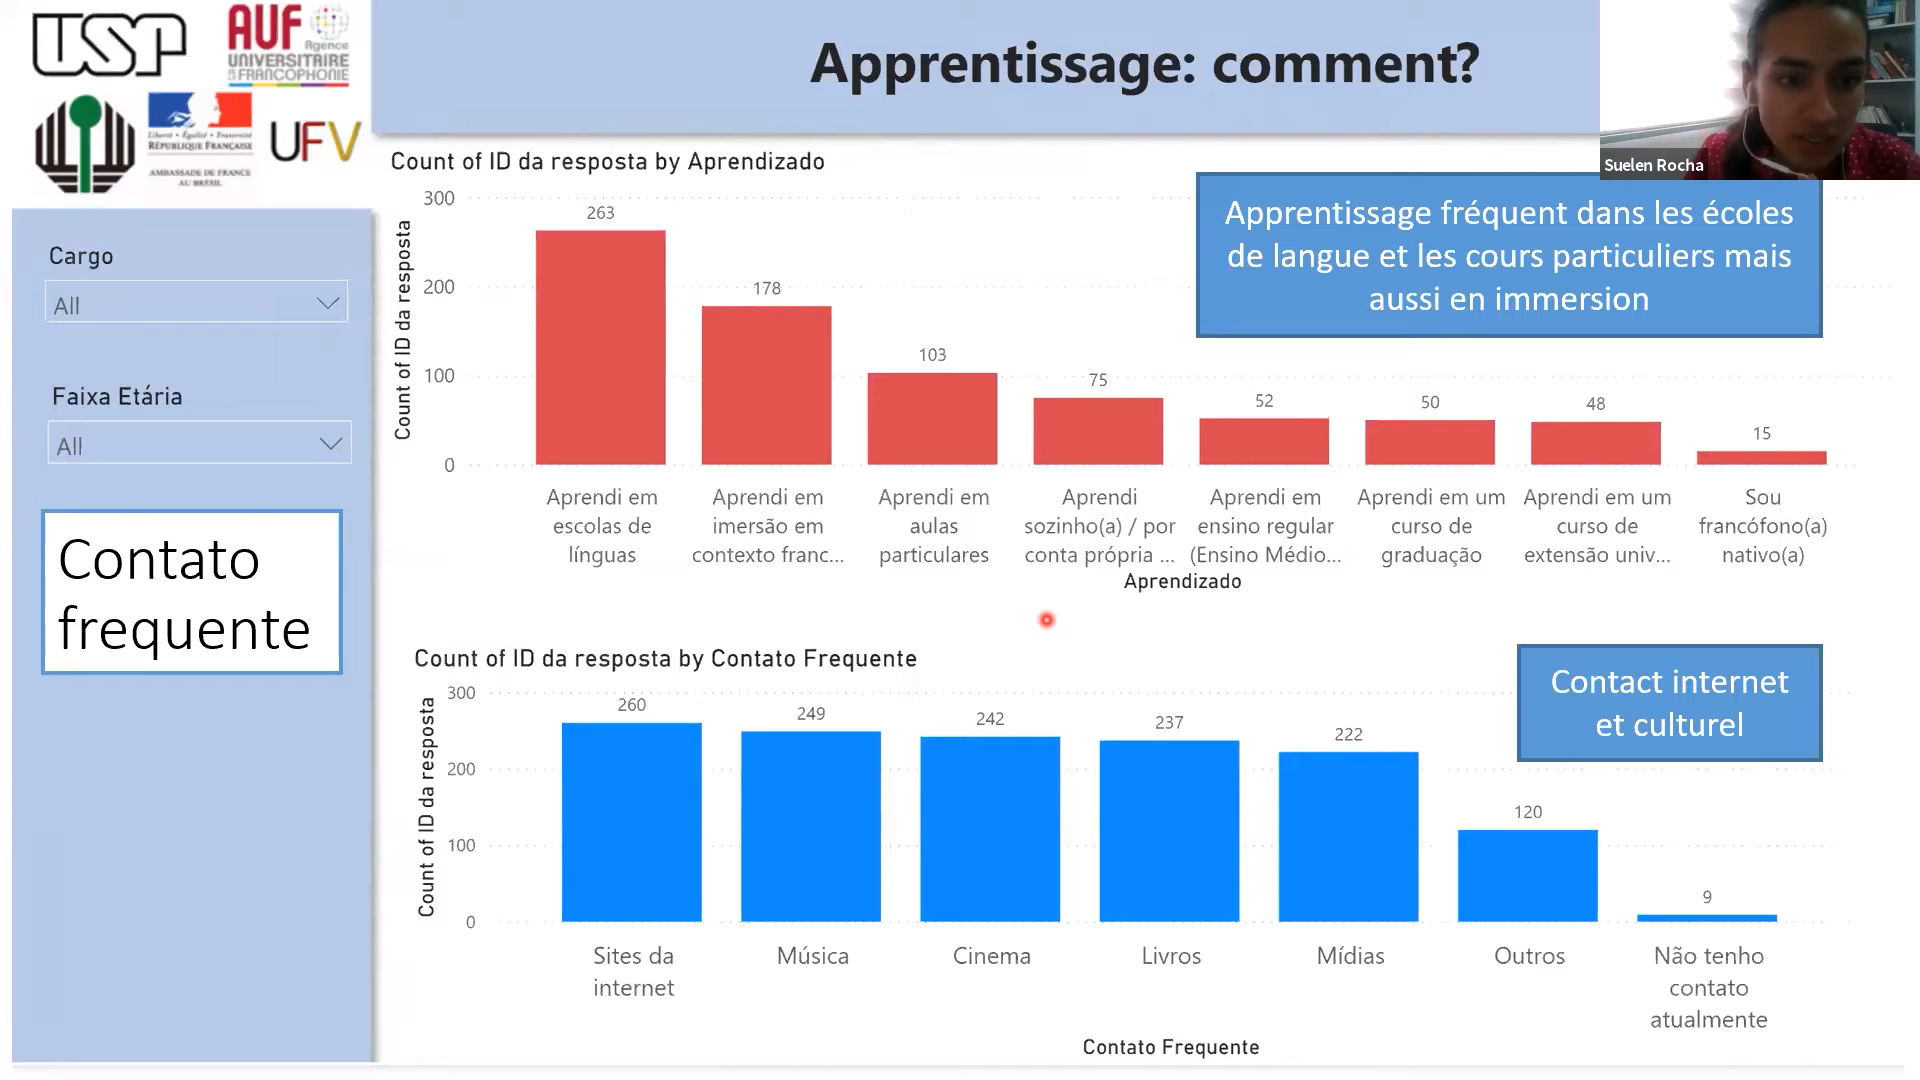 USP
AUF
Agence
UNIVERSITAIRE
DE LA FRANCOPHONIE
Liberté • Égalité • Fraternité
RÉPUBLIQUE FRANÇAISE
AMBASSADE DE FRANCE
AU BRÉSIL
UFV
Apprentissage: comment?
Suelen Rocha
Cargo
All
Faixa Etária
All
Contato
frequente
Count of ID da resposta by Aprendizado
Apprentissage fréquent dans les écoles
de langue et les cours particuliers mais
aussi en immersion
Count of ID da resposta
300
200
100
0
263
178
103
75
52
50
48
15
Aprendi em
escolas de
línguas
Aprendi em
imersão em
contexto franc...
Aprendi em
aulas
particulares
Aprendi
sozinho(a) / por
conta própria ...
Aprendi em
ensino regular
(Ensino Médio...
Aprendi em um
curso de
graduação
Aprendi em um
curso de
extensão univ...
Sou
francófono(a)
nativo(a)
Aprendizado
Count of ID da resposta by Contato Frequente
Contact internet
et culturel
Count of ID da resposta
300
200
100
0
260
249
242
237
222
120
9
Sites da
internet
Música
Cinema
Livros
Mídias
Outros
Não tenho
contato
atualmente
Contato Frequente